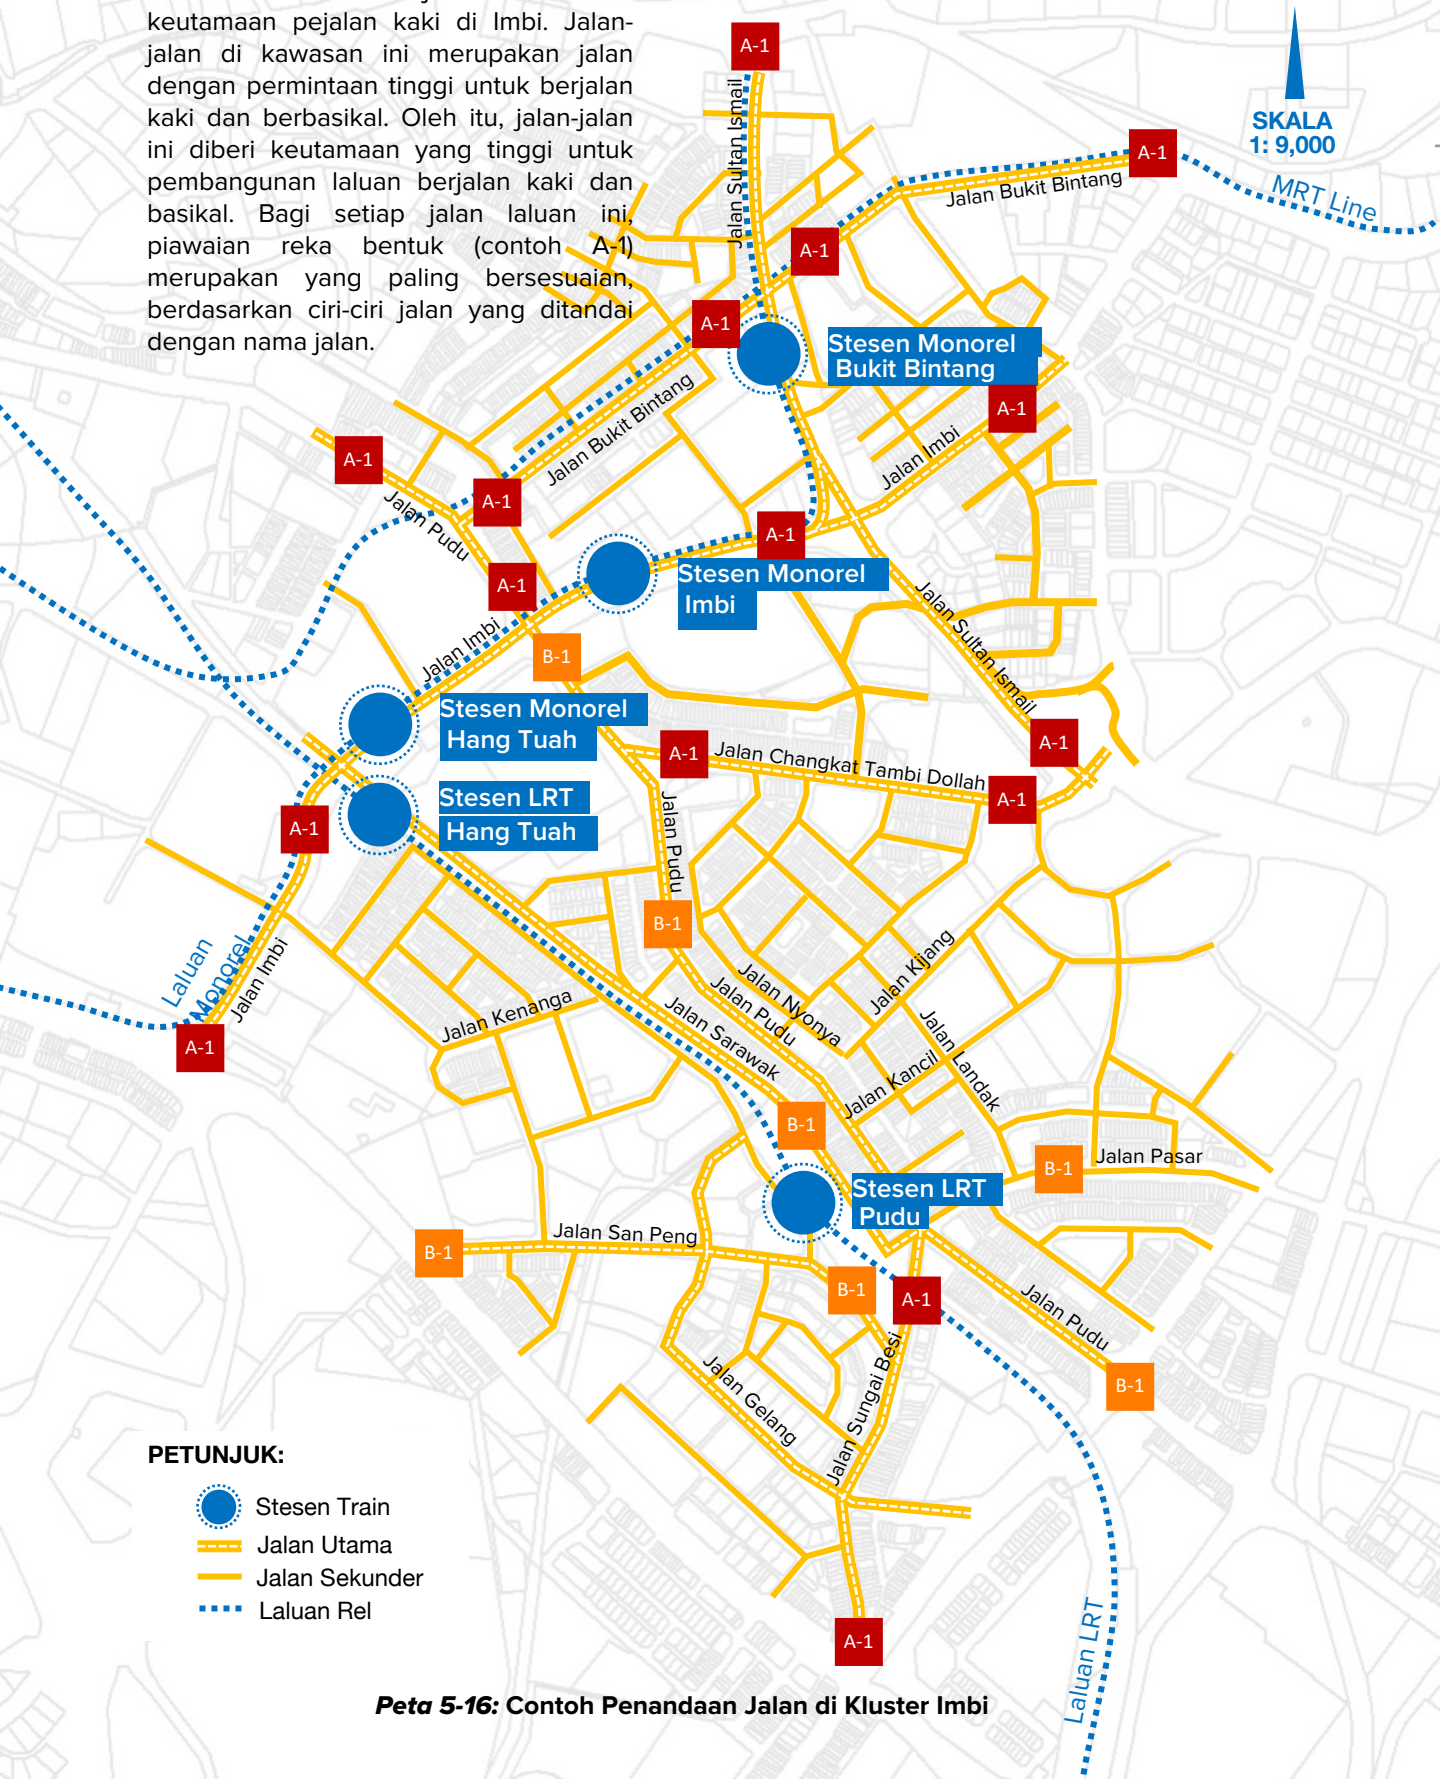 keutamaan pejalan kaki di Imbi. Jalan-
jalan di kawasan ini merupakan jalan
dengan permintaan tinggi untuk berjalan
kaki dan berbasikal. Oleh itu, jalan-jalan
ini diberi keutamaan yang tinggi untuk
pembangunan laluan berjalan kaki dan
basikal. Bagi setiap jalan laluan ini,
piawaian reka bentuk (contoh A-1)
merupakan yang paling bersesuaian,
berdasarkan ciri-ciri jalan yang ditandai
dengan nama jalan.
A-1
SKALA
1: 9,000
A-1
Jalan Sultan Ismail
Jalan Bukit Bintang
MRT Line
A-1
A-1
Stesen Monorel
Bukit Bintang
A-1
Jalan Bukit Bintang
Jalan Imbi
A-1
Jalan Pudu
A-1
A-1
Stesen Monorel
Imbi
A-1
Jalan Sultan Ismail
Jalan Imbi
B-1
Stesen Monorel
Hang Tuah
A-1
A-1
Jalan Changkat Tambi Dollah
A-1
Stesen LRT
Hang Tuah
A-1
Jalan Pudu
B-1
Laluan
Monorel
Jalan Imbi
A-1
Jalan Kenanga
Jalan Sarawak
Jalan Pudu
Jalan Nyonya
Jalan Kijang
Jalan Landak
Jalan Kancil
B-1
B-1
Jalan Pasar
Stesen LRT
Pudu
B-1
Jalan San Peng
B-1
A-1
Jalan Pudu
B-1
Jalan Gelang
Jalan Sungai Besi
PETUNJUK:
Stesen Train
Jalan Utama
Jalan Sekunder
Laluan Rel
A-1
Laluan LRT
Peta 5-16: Contoh Penandaan Jalan di Kluster Imbi